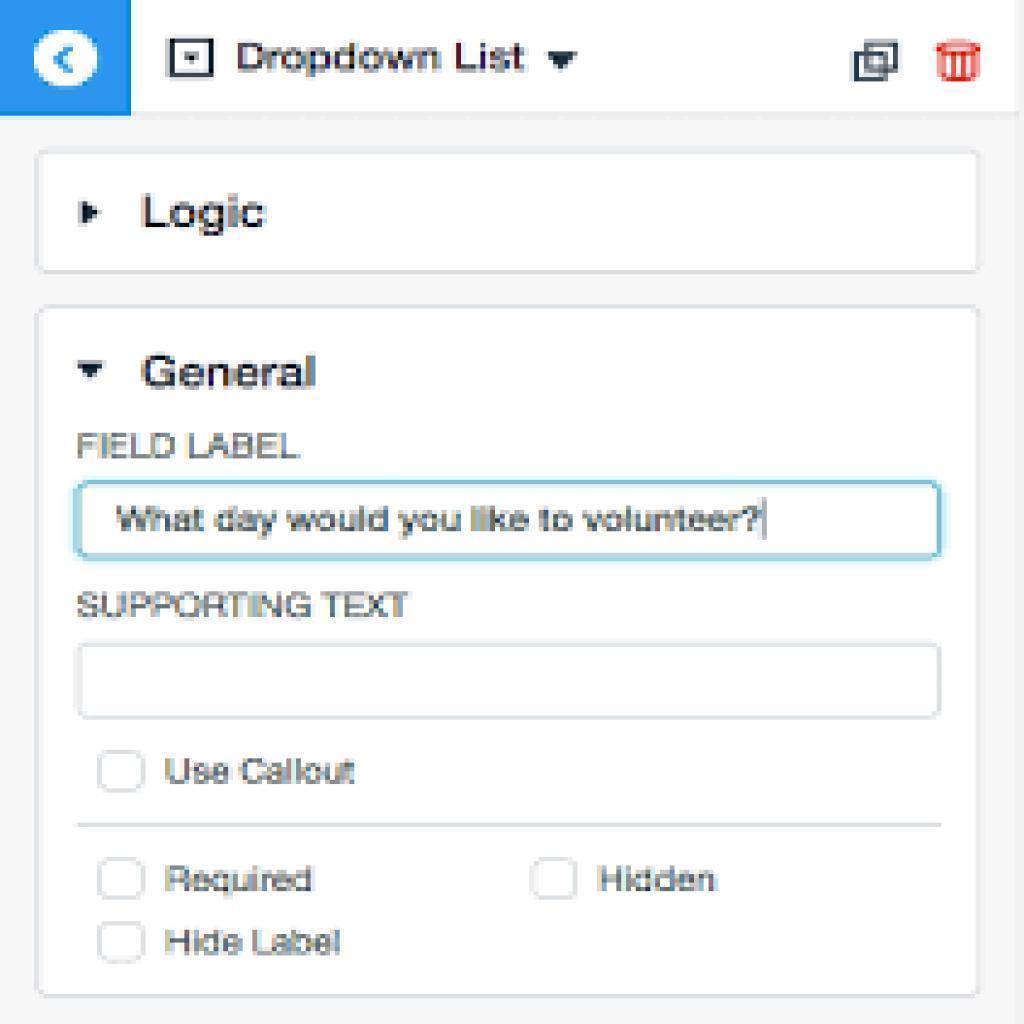 Dropdown List
Logic
General
FIELD LABEL
What day would you like to volunteer?
SUPPORTING TEXT
Use Callout
Required Hidden
Hide Label